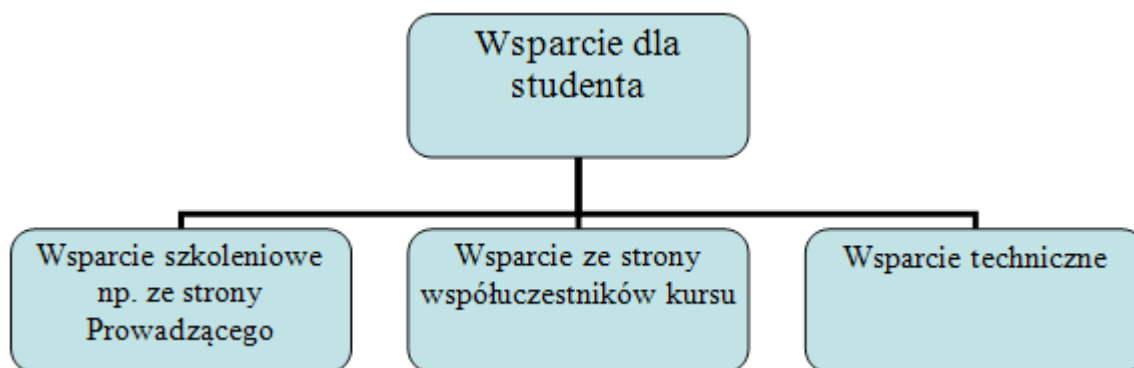 Wsparcie dla
studenta
Wsparcie szkoleniowe
np. ze strony
Prowadzącego
Wsparcie ze strony
współuczestników kursu
Wsparcie techniczne